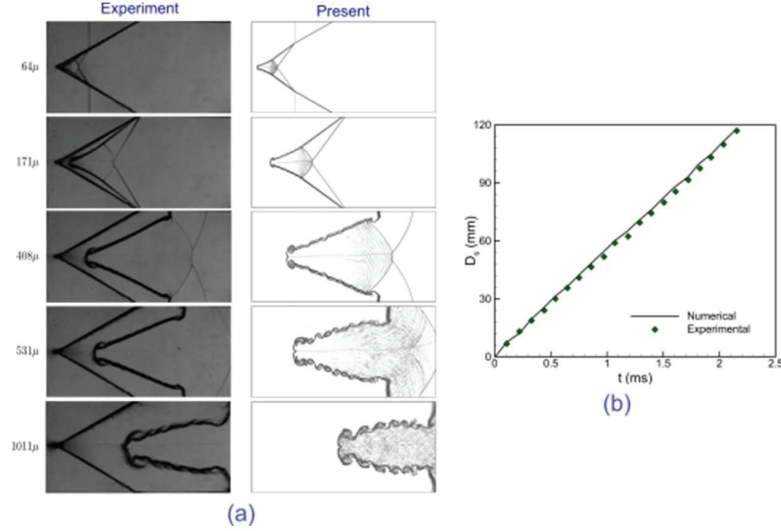 Experiment Present
64μ
171μ
408μ
531μ
1011μ
(a)
120
90
60
30
0
D_s (mm)
Numerical
Experimental
0 0.5 1 1.5 2 2.5
t (ms)
(b)